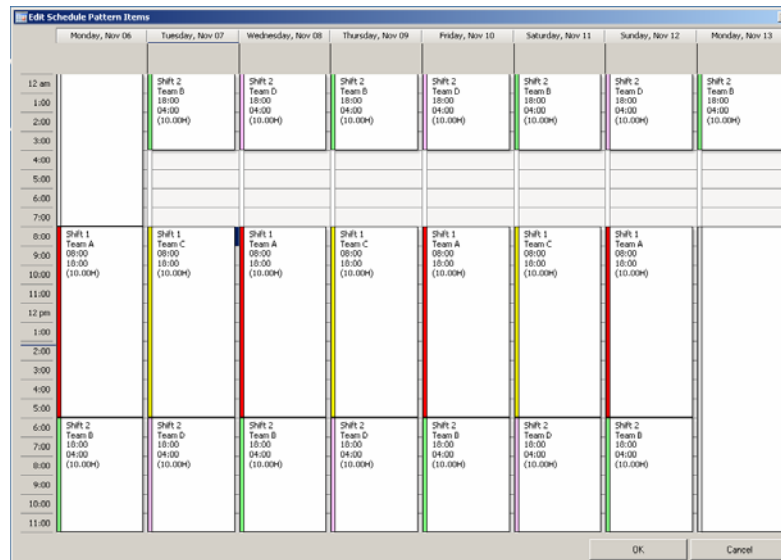 Edit Schedule Pattern Items
Monday, Nov 06 Tuesday, Nov 07 Wednesday, Nov 08 Thursday, Nov 09 Friday, Nov 10 Saturday, Nov 11 Sunday, Nov 12 Monday, Nov 13
12 am Shift 2 Shift 2 Shift 2 Shift 2 Shift 2 Shift 2 Shift 2
Team B Team D Team B Team D Team B Team D Team B
1:00 18:00 18:00 18:00 18:00 18:00 18:00 18:00
04:00 04:00 04:00 04:00 04:00 04:00 04:00
2:00 (10.00H) (10.00H) (10.00H) (10.00H) (10.00H) (10.00H) (10.00H)
3:00
4:00
5:00
6:00
7:00
8:00 Shift 1 Shift 1 Shift 1 Shift 1 Shift 1 Shift 1 Shift 1
Team A Team C Team A Team C Team A Team C Team A
9:00 08:00 08:00 08:00 08:00 08:00 08:00 08:00
18:00 18:00 18:00 18:00 18:00 18:00 18:00
10:00 (10.00H) (10.00H) (10.00H) (10.00H) (10.00H) (10.00H) (10.00H)
11:00
12 pm
1:00
2:00
3:00
4:00
5:00
6:00 Shift 2 Shift 2 Shift 2 Shift 2 Shift 2 Shift 2 Shift 2
Team B Team D Team B Team D Team B Team D Team B
7:00 18:00 18:00 18:00 18:00 18:00 18:00 18:00
04:00 04:00 04:00 04:00 04:00 04:00 04:00
8:00 (10.00H) (10.00H) (10.00H) (10.00H) (10.00H) (10.00H) (10.00H)
9:00
10:00
11:00
OK Cancel